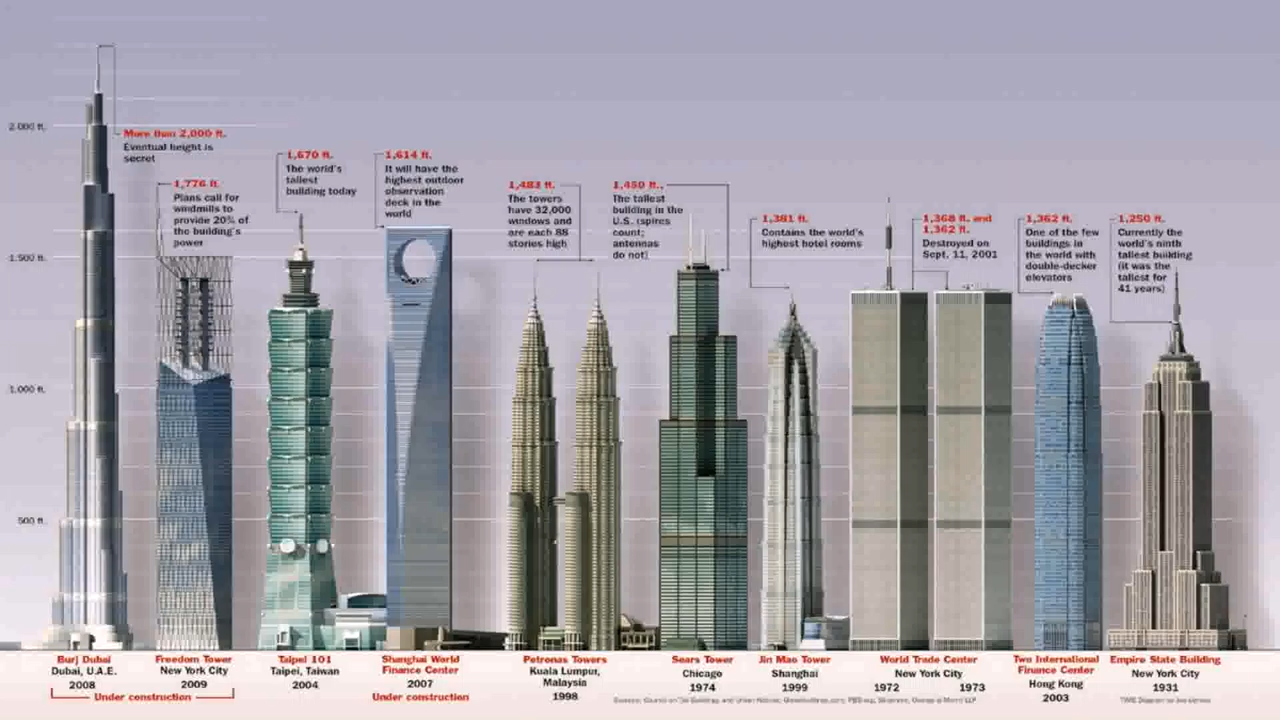 2,000 ft.
1,500 ft.
1,000 ft.
500 ft.
More than 2,000 ft.
Eventual height is
secret
1,776 ft.
Plans call for
windmills to
provide 20% of
the building's
power
1,670 ft.
The world's
tallest
building today
1,614 ft.
It will have the
highest outdoor
observation
deck in the
world
1,483 ft.
The towers
have 32,000
windows and
are each 88
stories high
1,450 ft.,
The tallest
building in the
U.S. (spires
count;
antennas
do not)
1,381 ft.
Contains the world's
highest hotel rooms
1,368 ft. and
1,362 ft.
Destroyed on
Sept. 11, 2001
1,362 ft.
One of the few
buildings in
the world with
double-decker
elevators
1,250 ft.
Currently the
world's ninth
tallest building
(it was the
tallest for
41 years)
Burj Dubai
Dubai, U.A.E.
2008
Freedom Tower
New York City
2009
Under construction
Taipei 101
Taipei, Taiwan
2004
Shanghai World
Finance Center
2007
Under construction
Petronas Towers
Kuala Lumpur,
Malaysia
1998
Sears Tower
Chicago
1974
Jin Mao Tower
Shanghai
1999
World Trade Center
New York City
1972 1973
Two International
Finance Center
Hong Kong
2003
Empire State Building
New York City
1931
TIME Diagram by